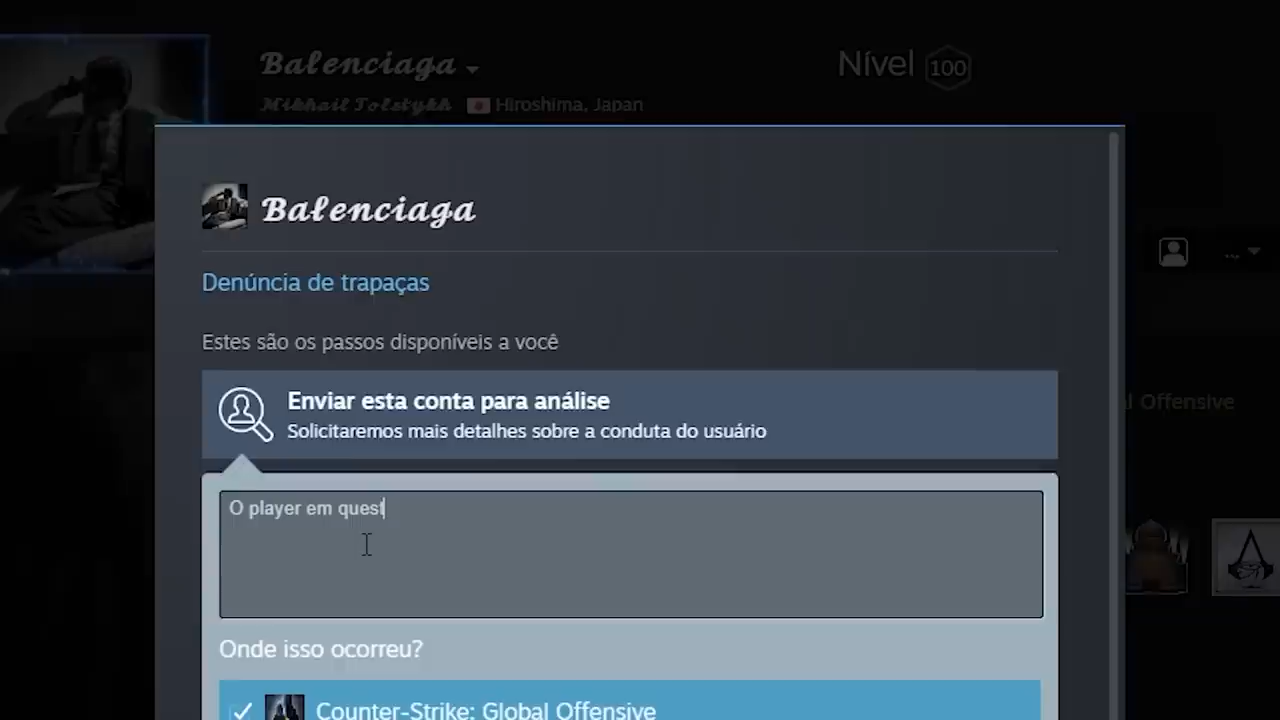 Balenciaga
Nível 100
Mikhail Tolstykh Hiroshima, Japan
Balenciaga
Denúncia de trapaças
Estes são os passos disponíveis a você
Enviar esta conta para análise
Solicitaremos mais detalhes sobre a conduta do usuário
...
l Offensive
O player em quest
Onde isso ocorreu?
Counter-Strike: Global Offensive